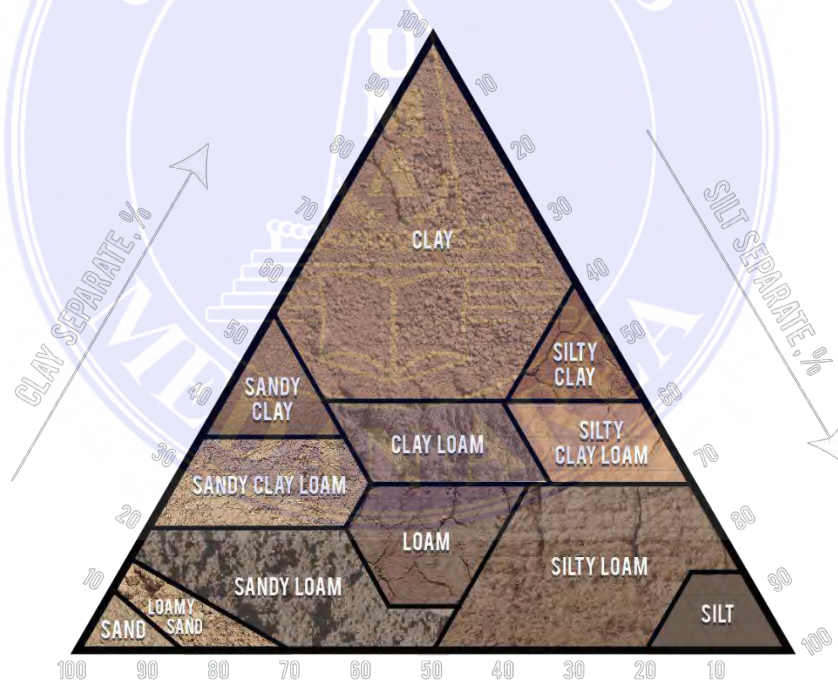 100
90
10
80
20
70
30
CLAY
60
40
50
50
SILTY
CLAY
SANDY
CLAY
40
60
CLAY LOAM
SILTY
CLAY LOAM
30
70
SANDY CLAY LOAM
20
80
LOAM
SILTY LOAM
10
90
SANDY LOAM
LOAMY
SAND
SAND
SILT
100
100
90
80
70
60
50
40
30
20
10
CLAY SEPARATE, %
SILT SEPARATE, %